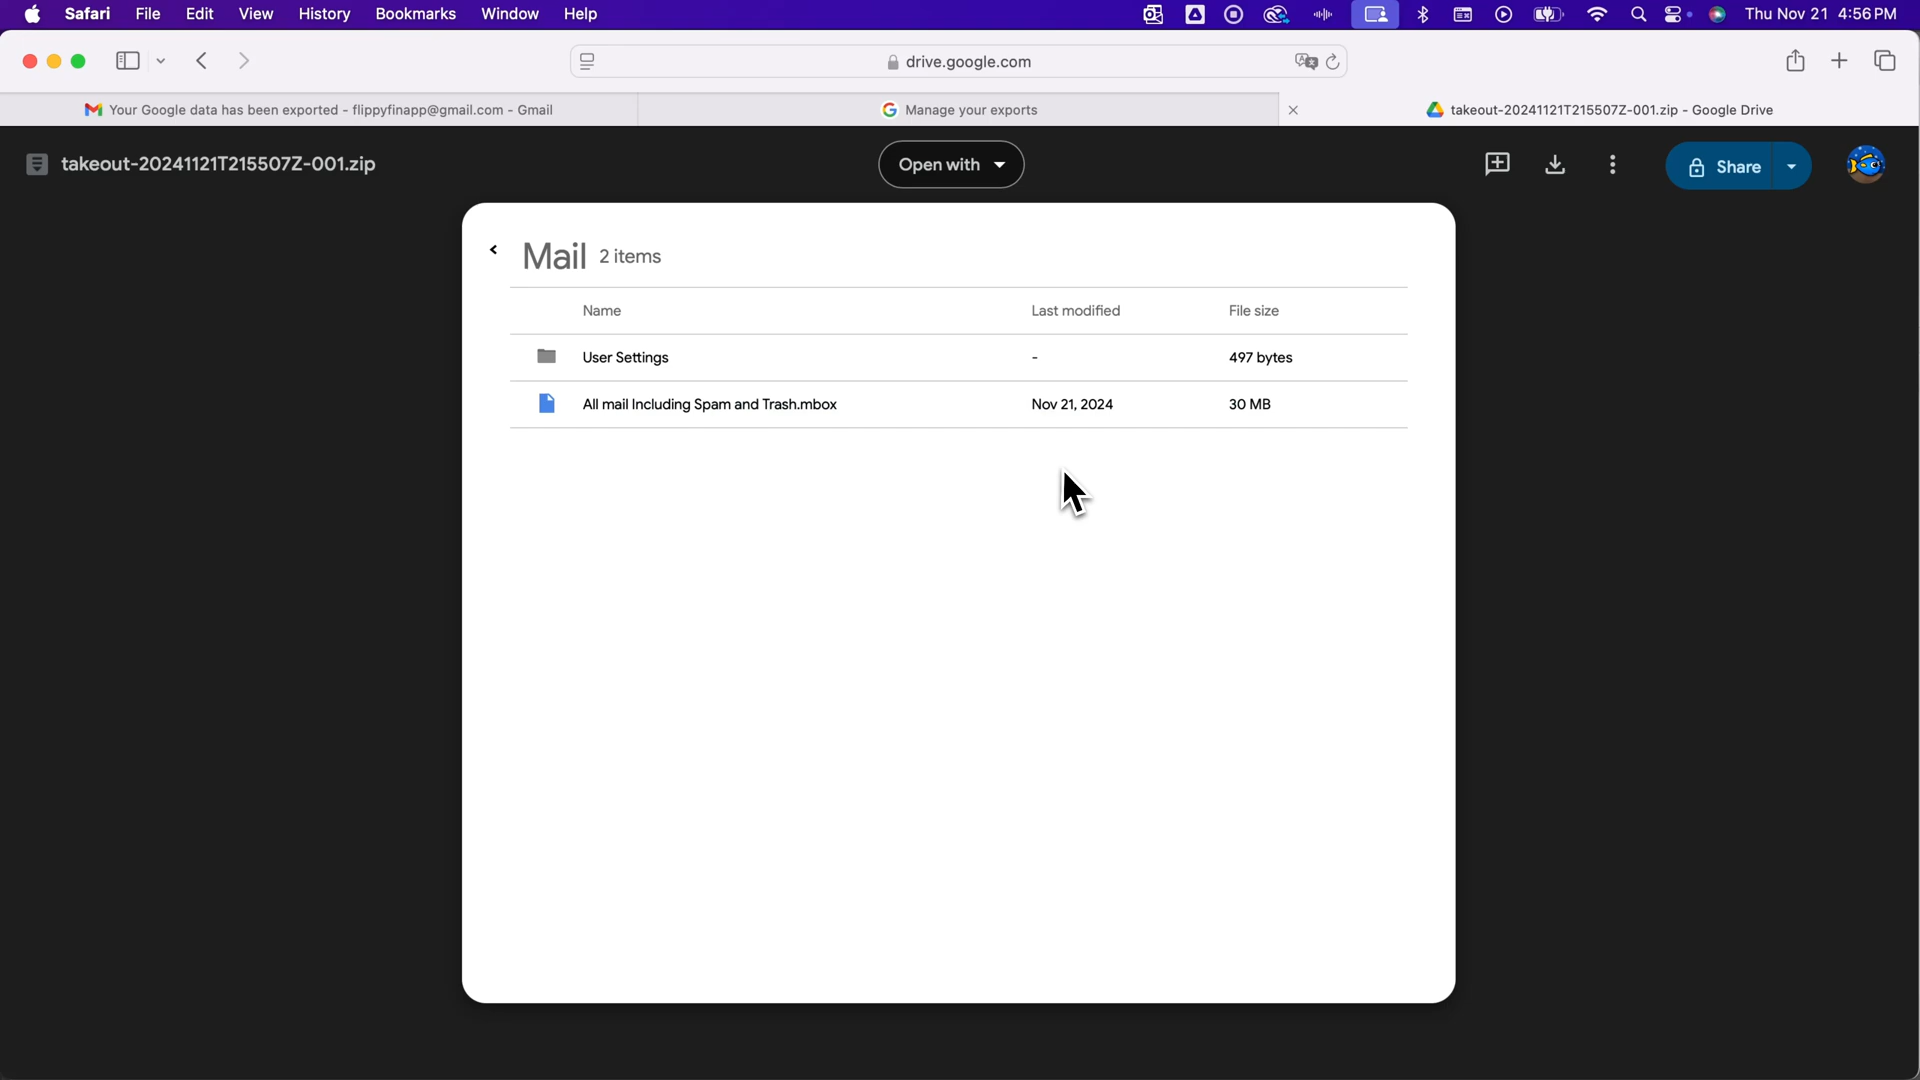 Safari File Edit View History Bookmarks Window Help Thu Nov 21 4:56 PM
drive.google.com
Your Google data has been exported - flippyfinapp@gmail.com - Gmail
Manage your exports
takeout-20241121T215507Z-001.zip - Google Drive
takeout-20241121T215507Z-001.zip
Open with
Share
Mail 2 items
Name Last modified File size
User Settings - 497 bytes
All mail Including Spam and Trash.mbox Nov 21, 2024 30 MB